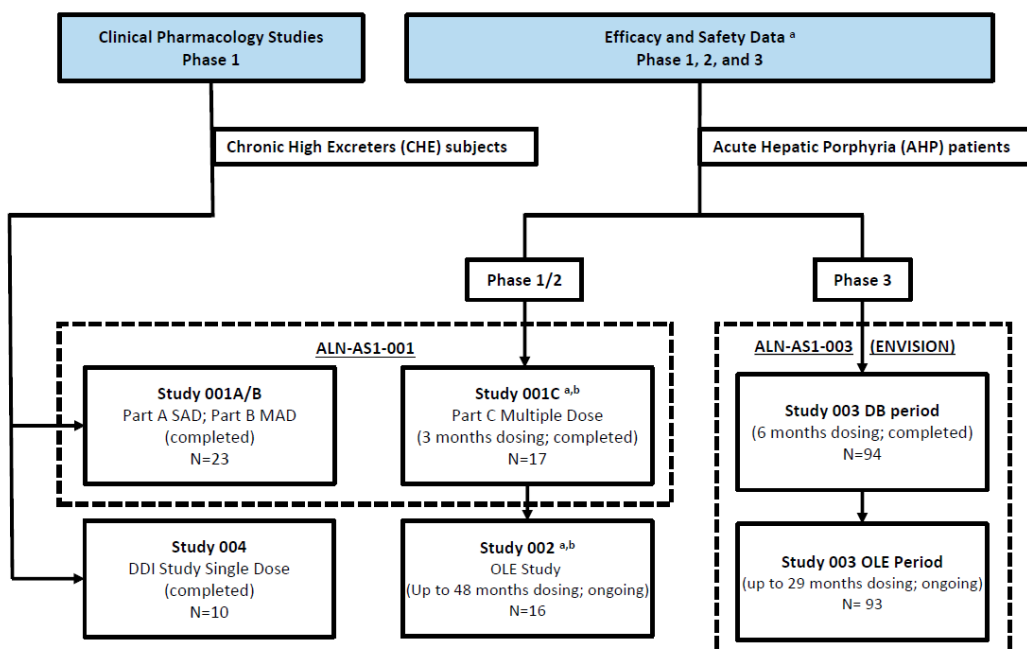 Clinical Pharmacology Studies
Phase 1
Efficacy and Safety Data a
Phase 1, 2, and 3
Chronic High Excreters (CHE) subjects
Acute Hepatic Porphyria (AHP) patients
Phase 1/2
Phase 3
ALN-AS1-001
ALN-AS1-003 (ENVISION)
Study 001A/B
Part A SAD; Part B MAD
(completed)
N=23
Study 001C a,b
Part C Multiple Dose
(3 months dosing; completed)
N=17
Study 003 DB period
(6 months dosing; completed)
N=94
Study 004
DDI Study Single Dose
(completed)
N=10
Study 002 a,b
OLE Study
(Up to 48 months dosing; ongoing)
N=16
Study 003 OLE Period
(up to 29 months dosing; ongoing)
N= 93